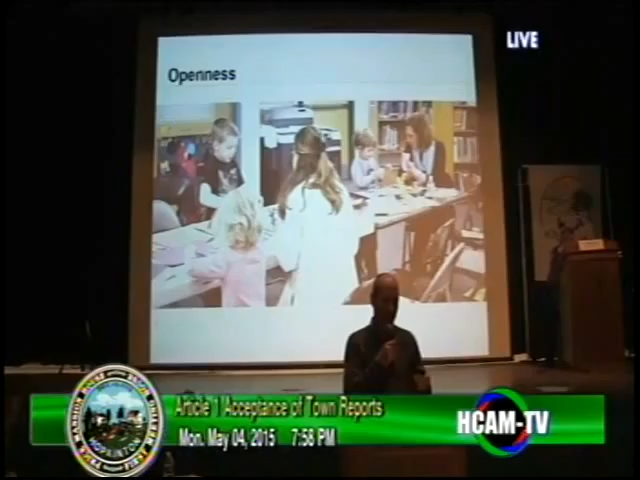 LIVE
Openness
Article 1 Acceptance of Town Reports
Mon. May 04, 2015 7:58 PM
HCAM-TV
HOPKINTON